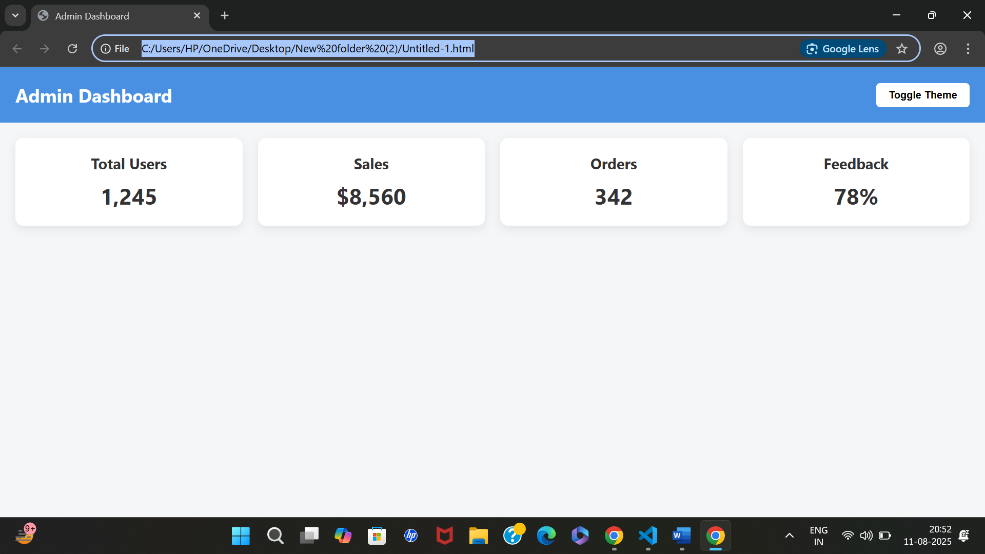 Admin Dashboard
File C:/Users/HP/OneDrive/Desktop/New%20folder%20(2)/Untitled-1.html Google Lens
Admin Dashboard Toggle Theme
Total Users Sales Orders Feedback
1,245 $8,560 342 78%
9+
hp W ENG 20:52
IN 11-08-2025